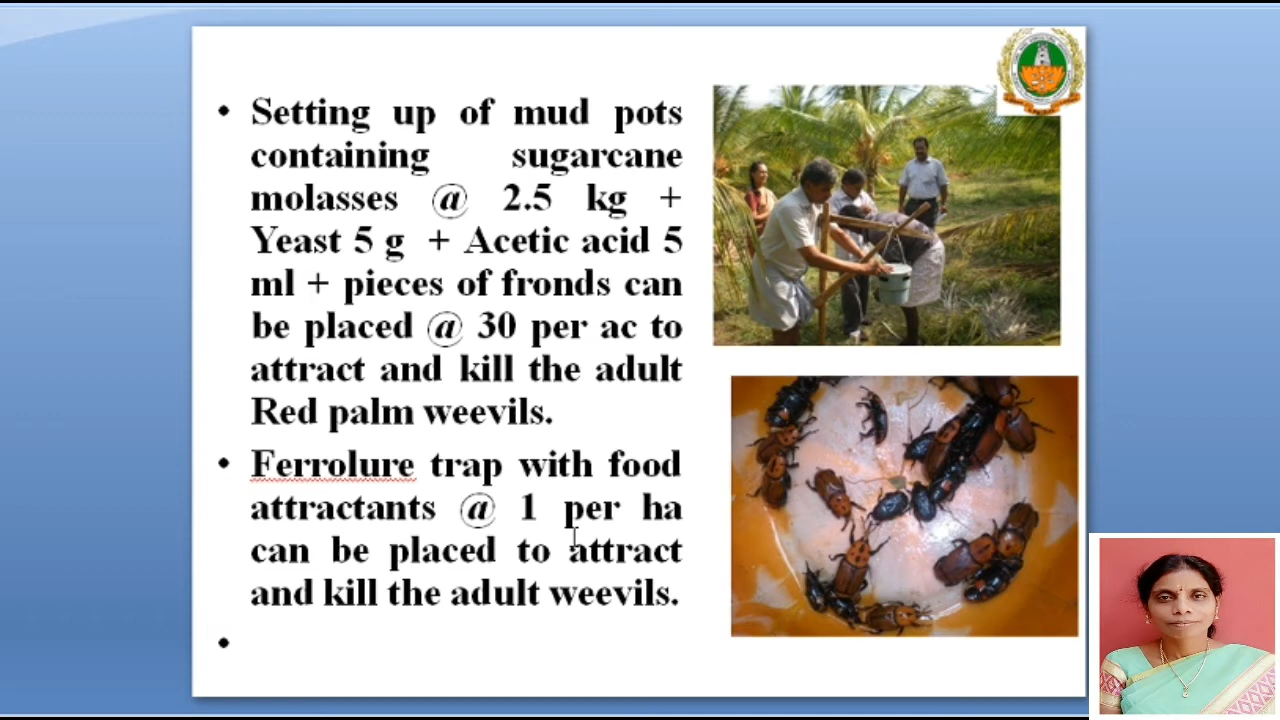 • Setting up of mud pots
containing sugarcane
molasses @ 2.5 kg +
Yeast 5 g + Acetic acid 5
ml + pieces of fronds can
be placed @ 30 per ac to
attract and kill the adult
Red palm weevils.
• Ferrolure trap with food
attractants @ 1 per ha
can be placed to attract
and kill the adult weevils.
•